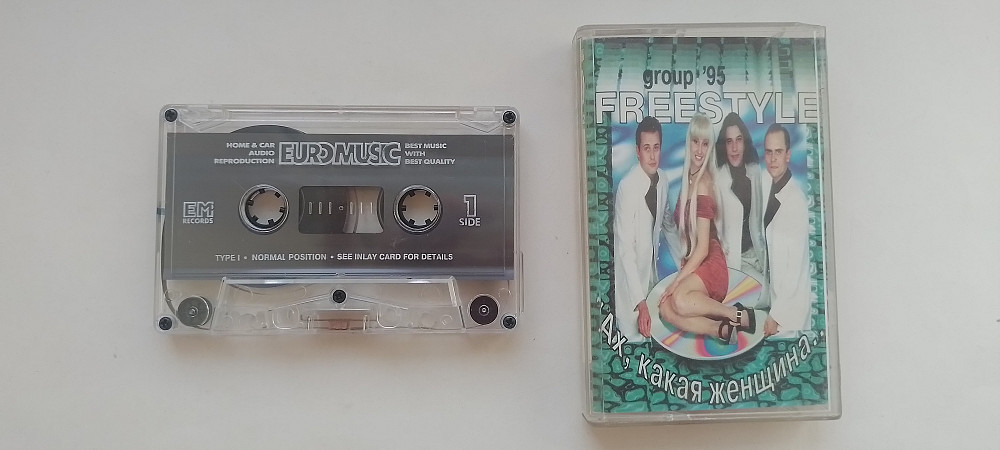 HOME & CAR
AUDIO
REPRODUCTION
EUROMUSIC
BEST MUSIC
WITH
BEST QUALITY
EM
RECORDS
1
SIDE
TYPE I • NORMAL POSITION • SEE INLAY CARD FOR DETAILS
group '95
FREESTYLE
Ах, какая женщина...